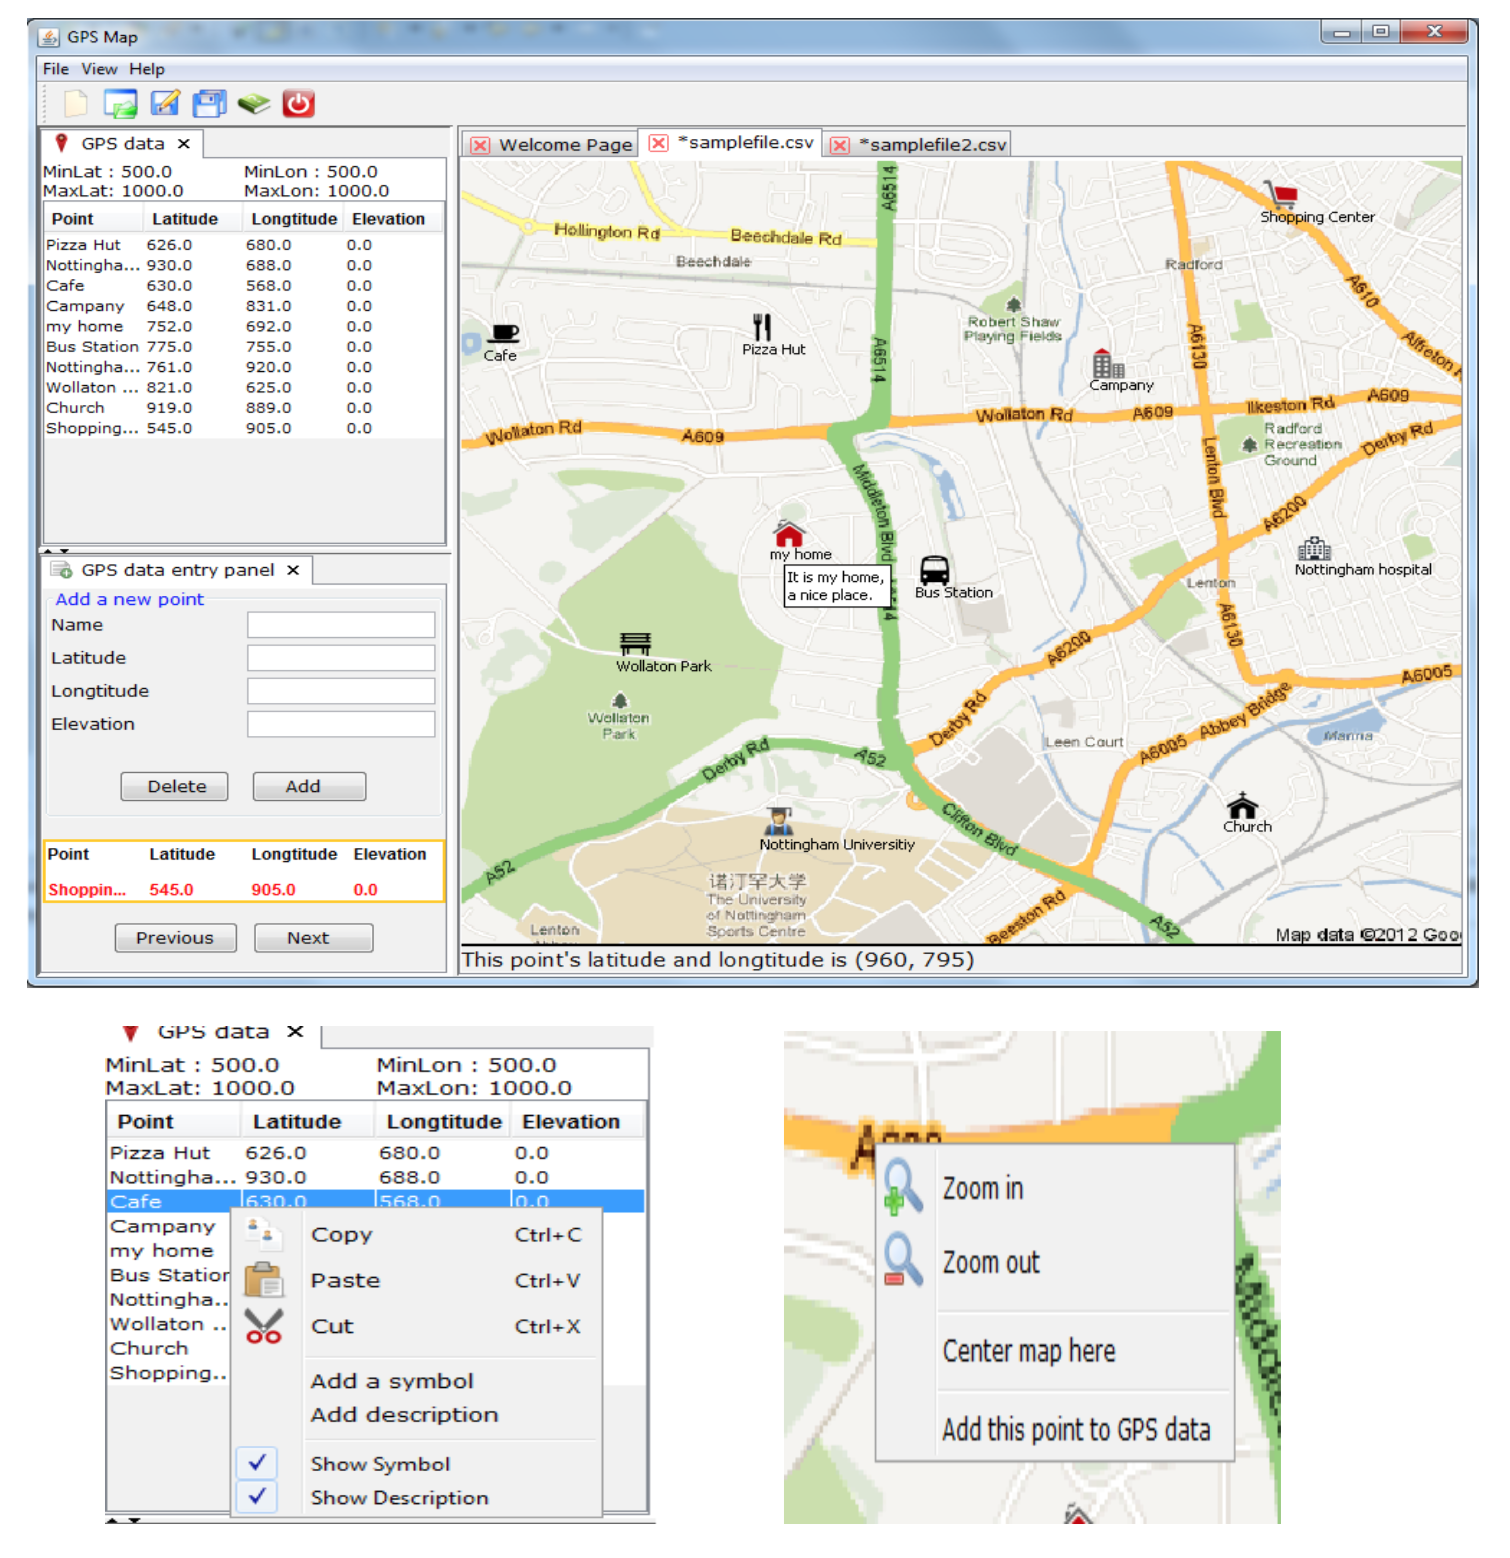 GPS Map
File View Help
GPS data
MinLat : 500.0 MinLon : 500.0
MaxLat: 1000.0 MaxLon: 1000.0
Point Latitude Longtitude Elevation
Pizza Hut 626.0 680.0 0.0
Nottingha... 930.0 688.0 0.0
Cafe 630.0 568.0 0.0
Campany 648.0 831.0 0.0
my home 752.0 692.0 0.0
Bus Station 775.0 755.0 0.0
Nottingha... 761.0 920.0 0.0
Wollaton ... 821.0 625.0 0.0
Church 919.0 889.0 0.0
Shopping... 545.0 905.0 0.0
GPS data entry panel
Add a new point
Name
Latitude
Longtitude
Elevation
Delete Add
Point Latitude Longtitude Elevation
Shoppin... 545.0 905.0 0.0
Previous Next
Welcome Page *samplefile.csv *samplefile2.csv
A6514
Shopping Center
Hollington Rd Beechdale Rd
Beechdale
Radford
A610
Robert Shaw
Playing Fields
Cafe
Pizza Hut
A6514
A6130
Alfreton
Campany
Wollaton Rd A609 Wollaton Rd A609 Ilkeston Rd A609
Radford
Recreation
Ground
Derby Rd
Lenton Blvd
Middleton Blvd
A6200
my home
It is my home,
a nice place.
Bus Station
Nottingham hospital
Lenton
A6130
A6200
Wollaton Park
Wollaton
Park
A6005
Derby Rd
Leen Court
Abbey Bridge
A6005
Marina
Derby Rd
A52
Clifton Blvd
Church
Nottingham Universitiy
A52
诺汀罕大学
The University
of Nottingham
Sports Centre
Lenton
Beeston Rd
A52
Map data ©2012 Goo
This point's latitude and longtitude is (960, 795)
GPS data
MinLat : 500.0 MinLon : 500.0
MaxLat: 1000.0 MaxLon: 1000.0
Point Latitude Longtitude Elevation
Pizza Hut 626.0 680.0 0.0
Nottingha... 930.0 688.0 0.0
Cafe 630.0 568.0 0.0
Campany
my home
Bus Station
Nottingha..
Wollaton ..
Church
Shopping..
Copy Ctrl+C
Paste Ctrl+V
Cut Ctrl+X
Add a symbol
Add description
Show Symbol
Show Description
Zoom in
Zoom out
Center map here
Add this point to GPS data